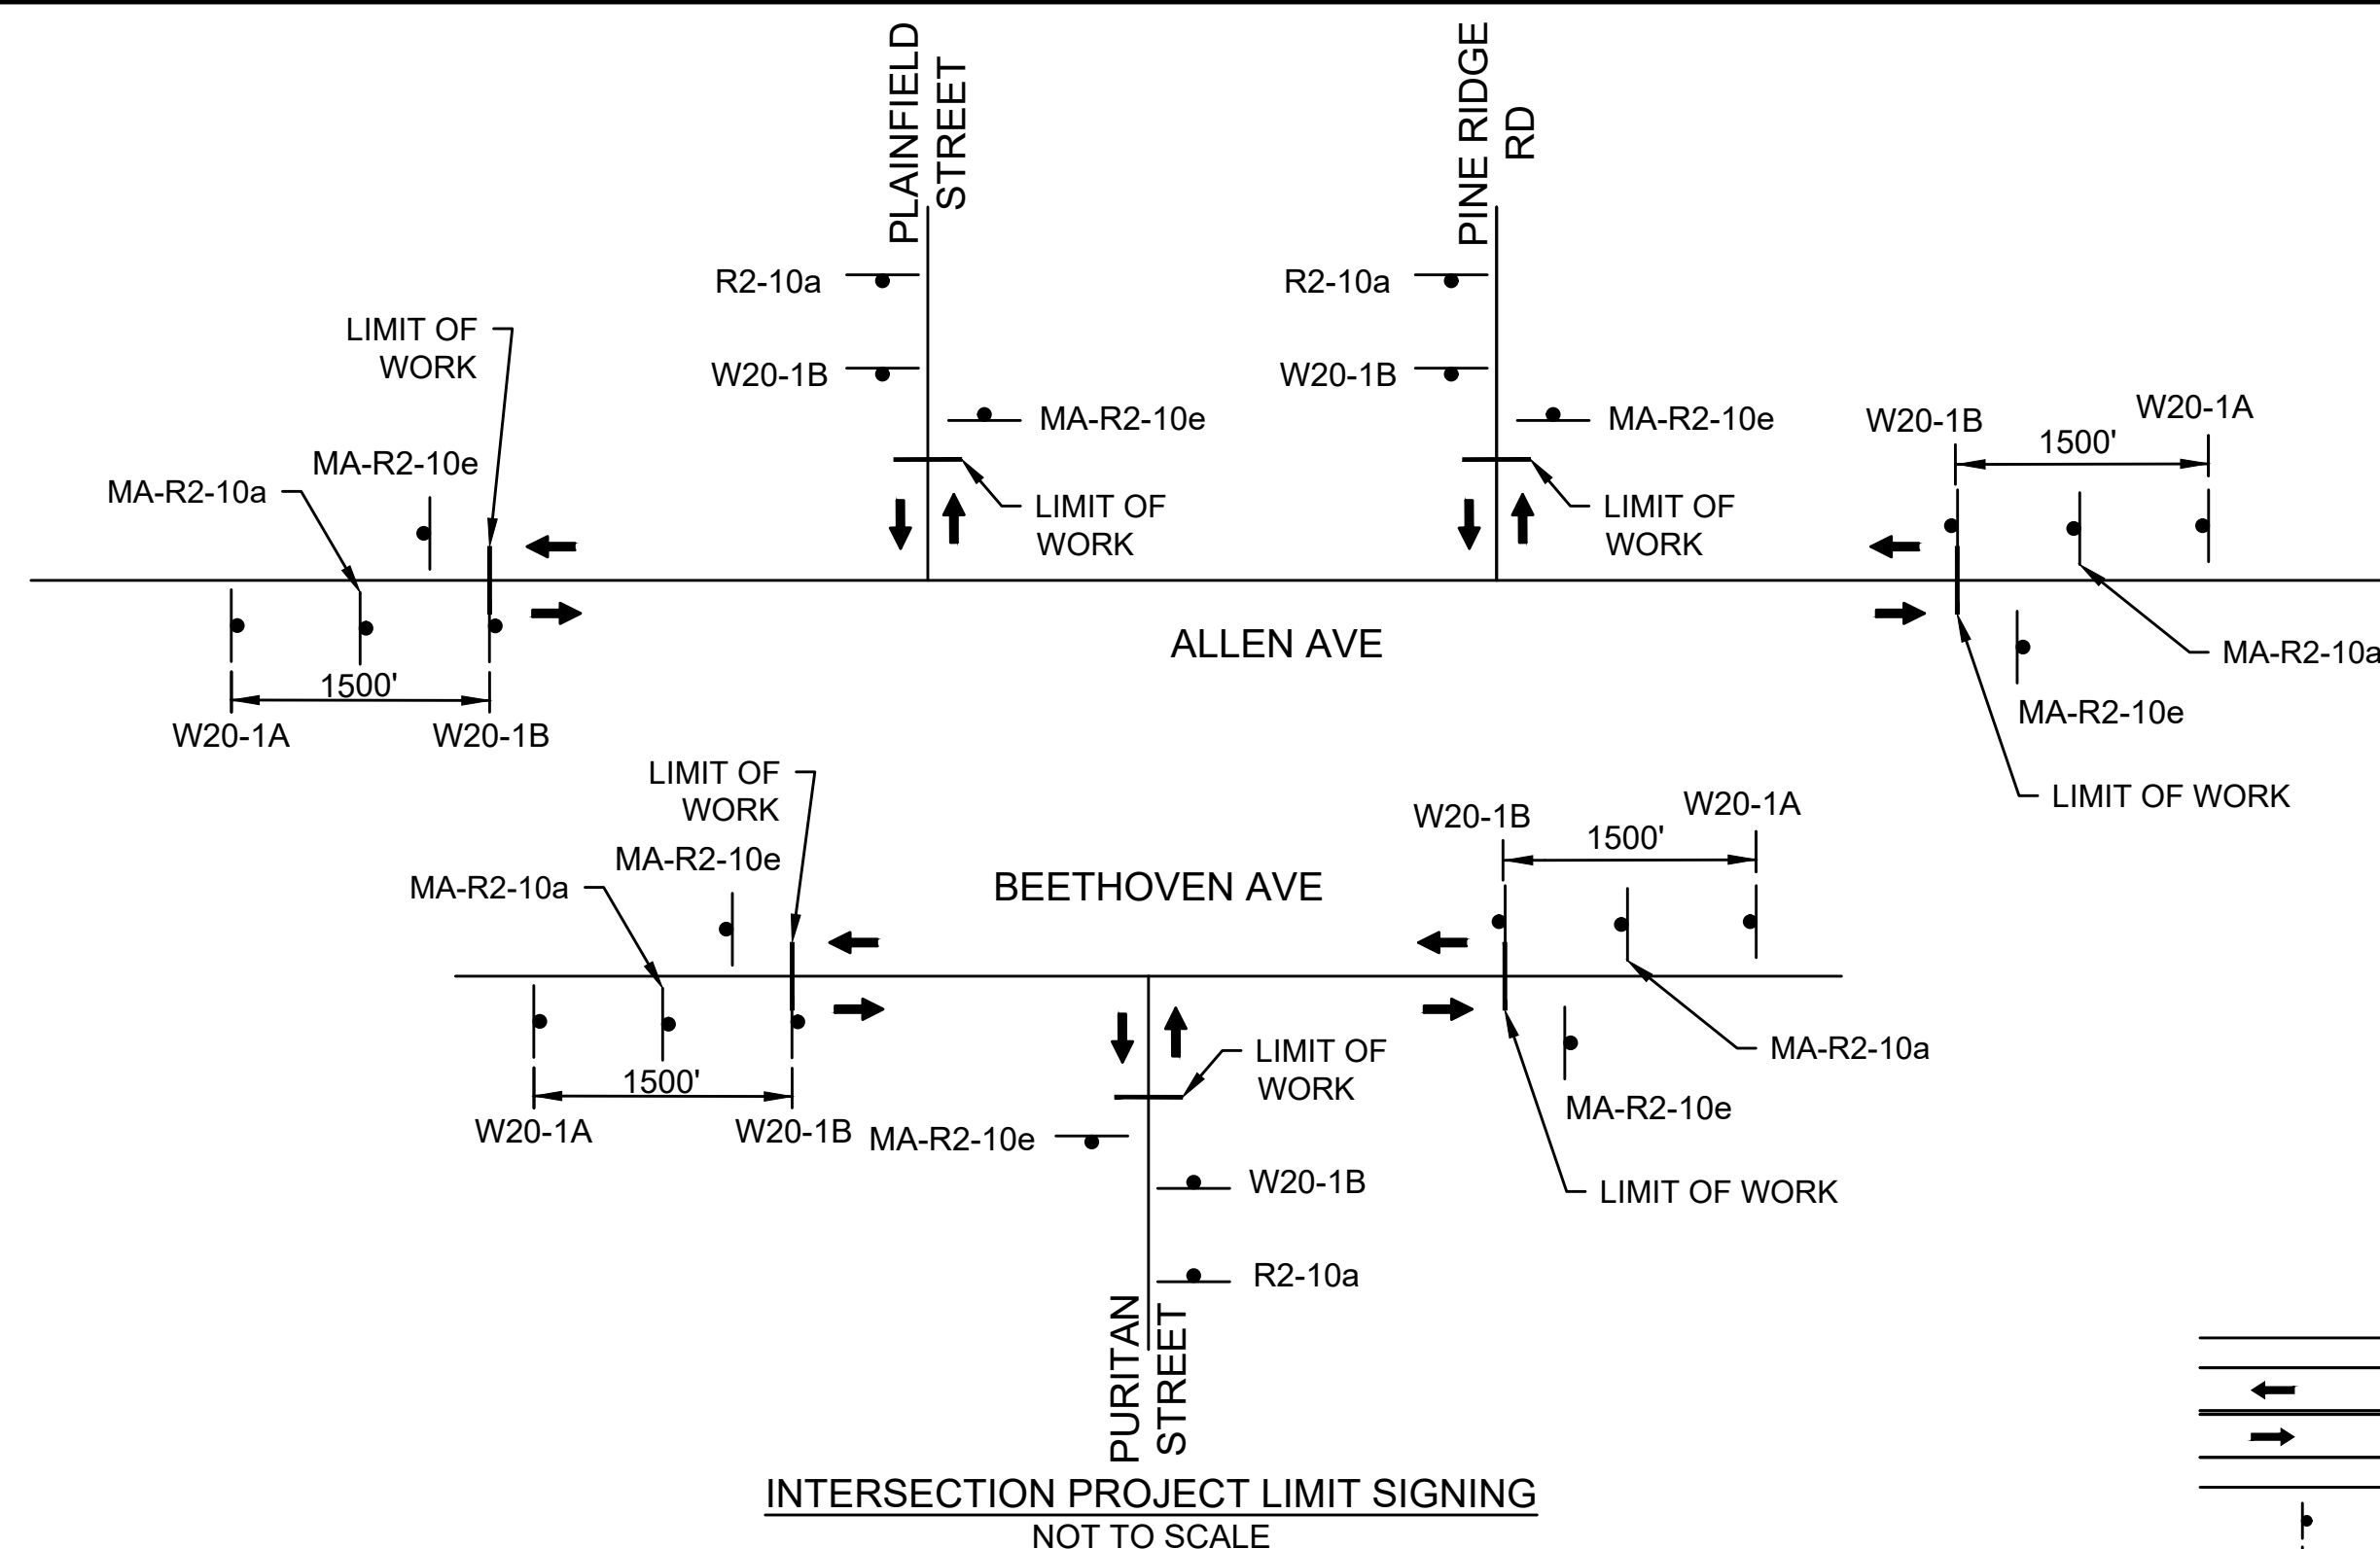 PLAINFIELD
STREET
PINE RIDGE
RD
R2-10a
R2-10a
LIMIT OF
WORK
W20-1B
W20-1B
MA-R2-10e
MA-R2-10e
W20-1B
W20-1A
1500'
MA-R2-10a
MA-R2-10e
LIMIT OF
WORK
LIMIT OF
WORK
ALLEN AVE
MA-R2-10a
1500'
W20-1A
W20-1B
MA-R2-10e
LIMIT OF WORK
LIMIT OF
WORK
MA-R2-10e
MA-R2-10a
BEETHOVEN AVE
W20-1B
W20-1A
1500'
LIMIT OF
WORK
MA-R2-10a
1500'
W20-1A
W20-1B
MA-R2-10e
MA-R2-10e
W20-1B
LIMIT OF WORK
R2-10a
PURITAN
STREET
INTERSECTION PROJECT LIMIT SIGNING
NOT TO SCALE